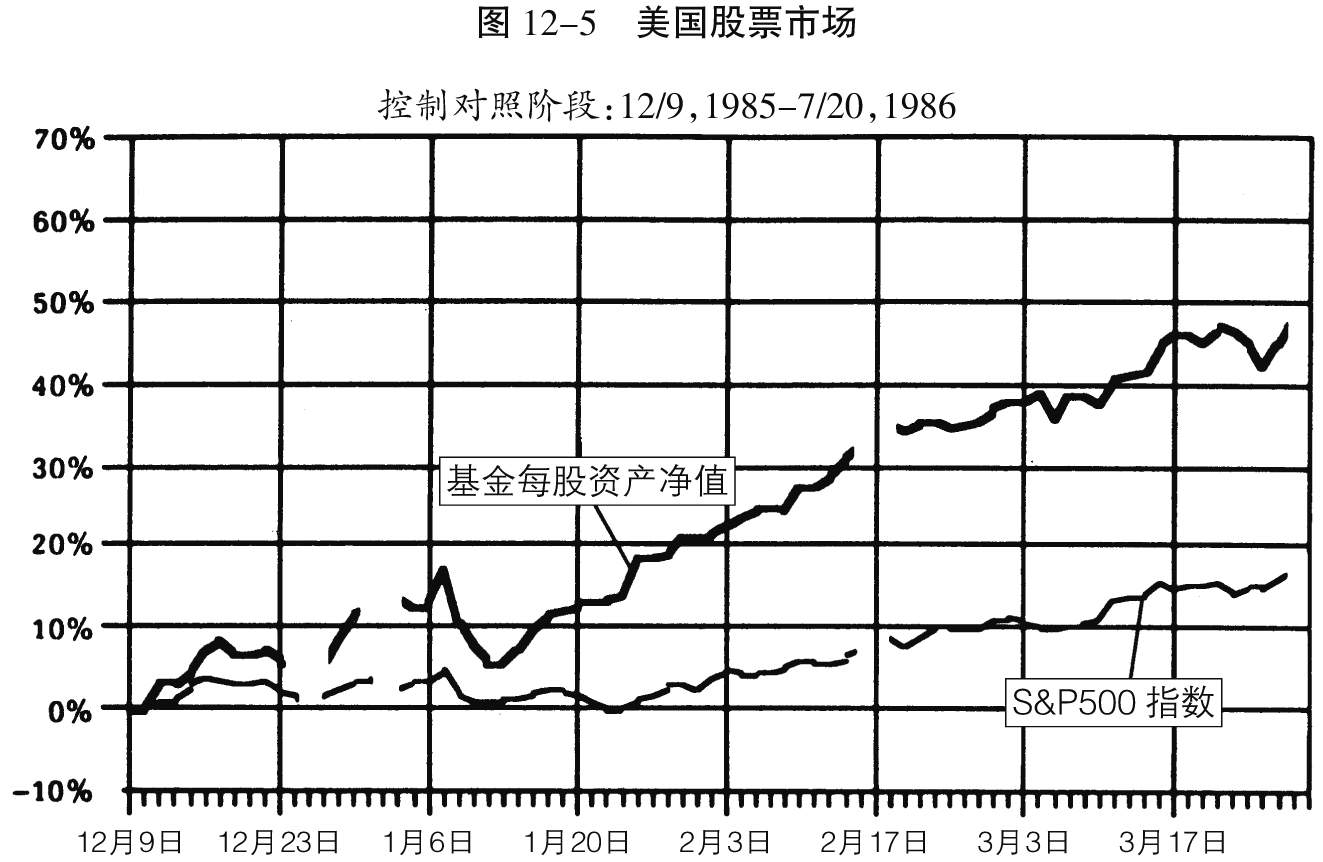 图 12–5 美国股票市场
控制对照阶段:12/9,1985–7/20,1986
70%
60%
50%
40%
30%
基金每股资产净值
20%
10%
0%
S&P500 指数
-10%
12月9日 12月23日 1月6日 1月20日 2月3日 2月17日 3月3日 3月17日